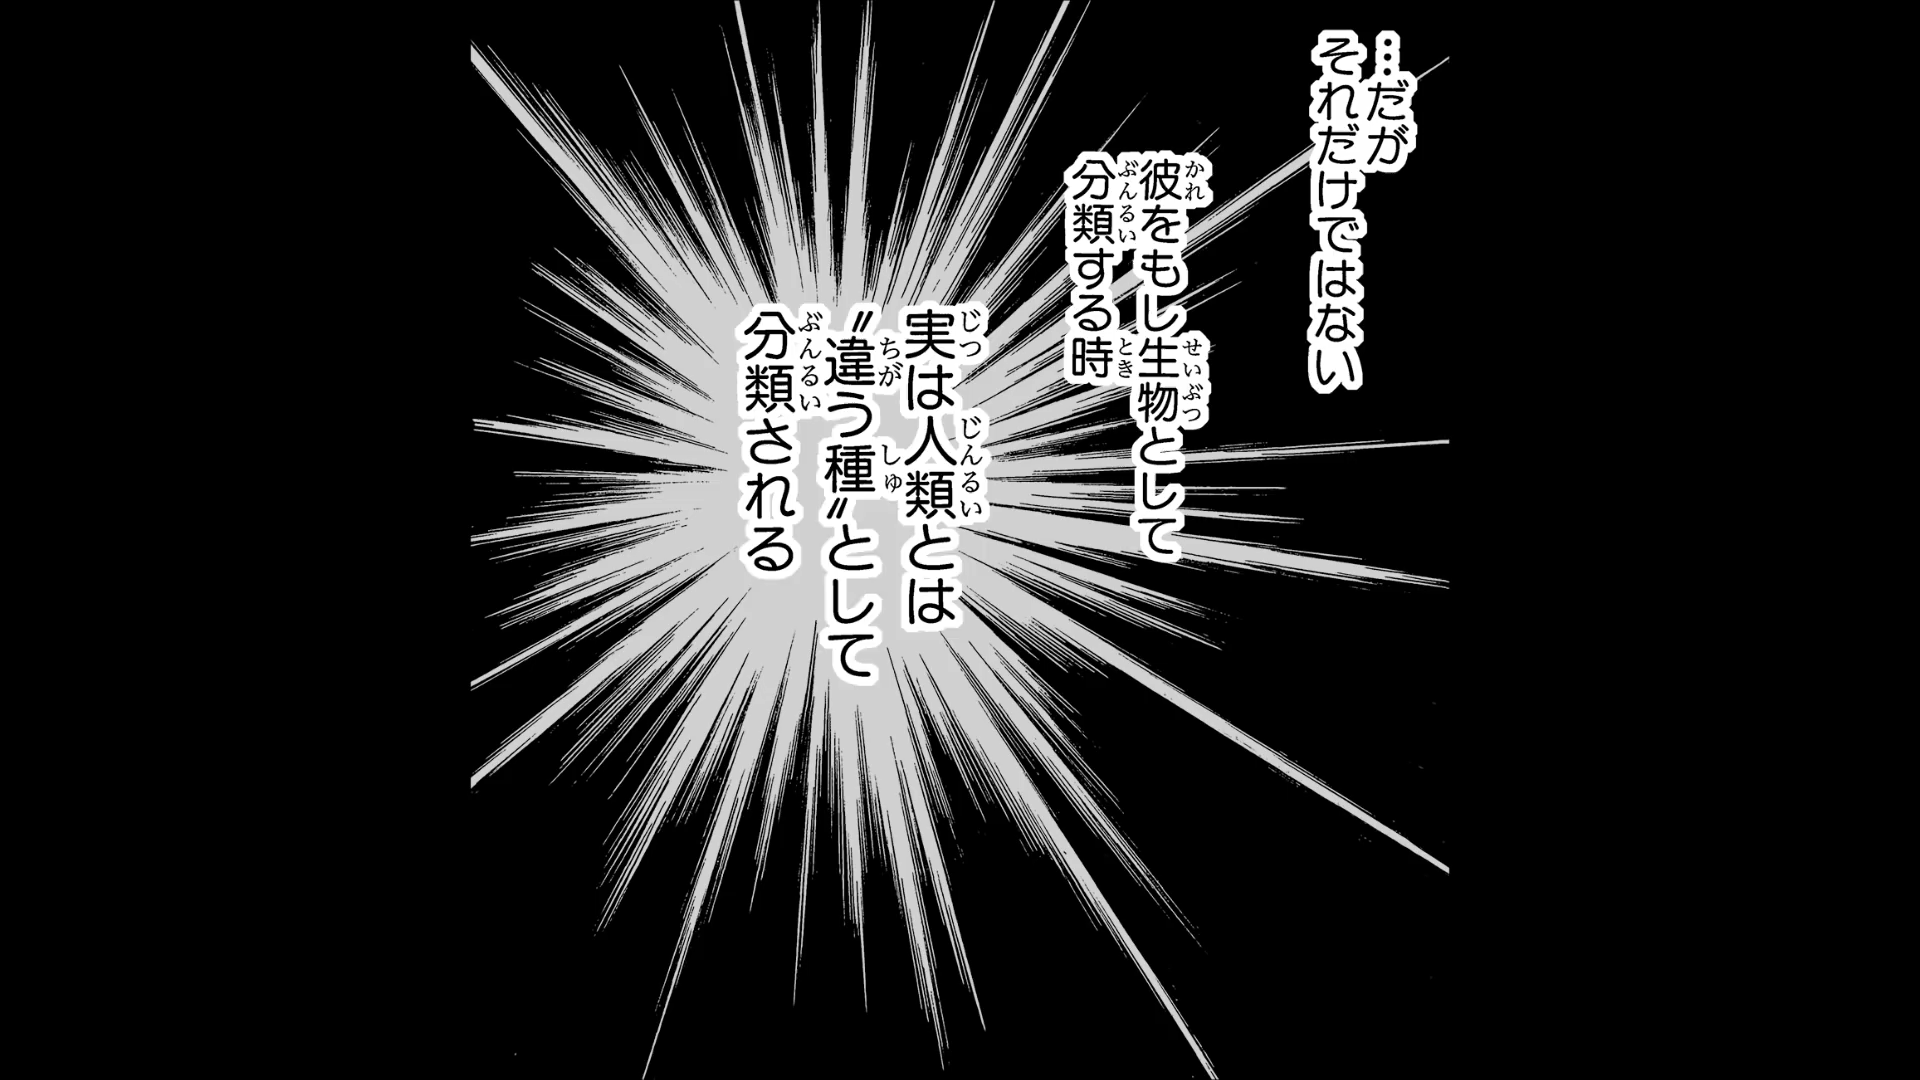 …だが
それだけではない
彼をもし生物として
分類する時
実は人類とは
〝違う種〟として
分類される